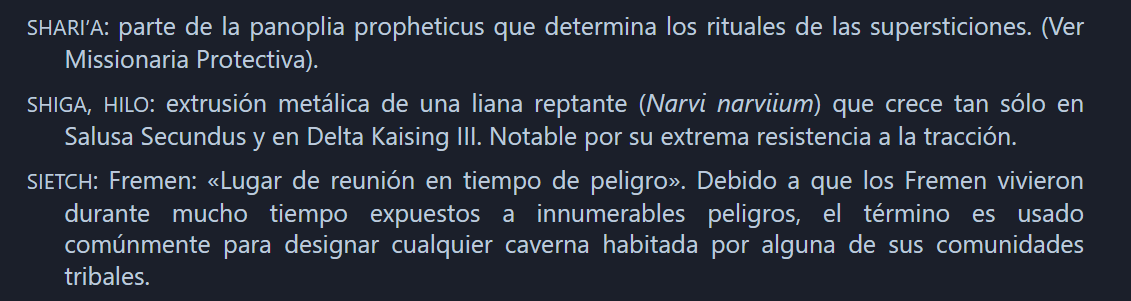 SHARI’A: parte de la panoplia propheticus que determina los rituales de las supersticiones. (Ver
Missionaria Protectiva).
SHIGA, HILO: extrusión metálica de una liana reptante (Narvi narviium) que crece tan sólo en
Salusa Secundus y en Delta Kaising III. Notable por su extrema resistencia a la tracción.
SIETCH: Fremen: «Lugar de reunión en tiempo de peligro». Debido a que los Fremen vivieron
durante mucho tiempo expuestos a innumerables peligros, el término es usado
comúnmente para designar cualquier caverna habitada por alguna de sus comunidades
tribales.